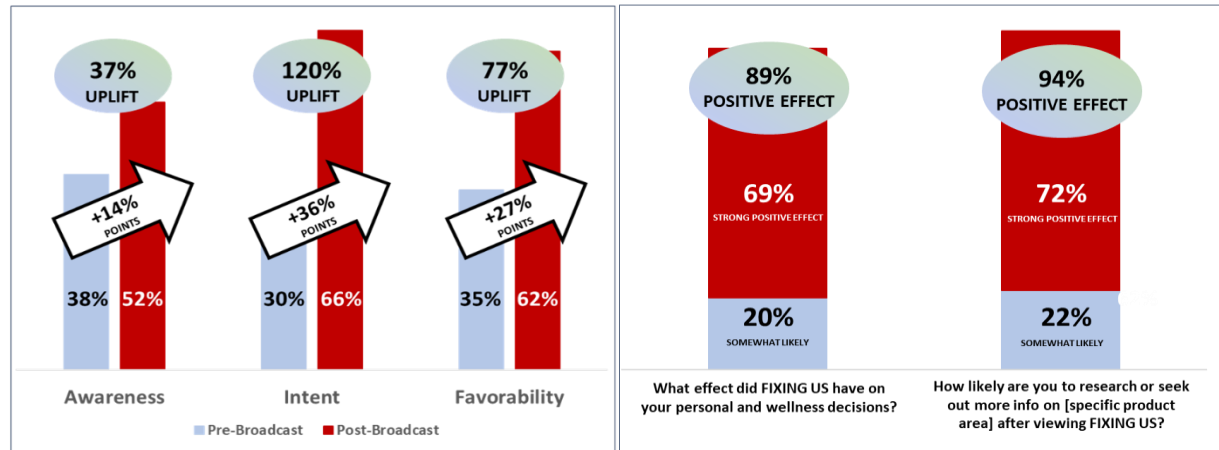 37%
UPLIFT
120%
UPLIFT
77%
UPLIFT
+14%
POINTS
+36%
POINTS
+27%
POINTS
38%
52%
30%
66%
35%
62%
Awareness
Intent
Favorability
Pre-Broadcast
Post-Broadcast
89%
POSITIVE EFFECT
94%
POSITIVE EFFECT
69%
STRONG POSITIVE EFFECT
72%
STRONG POSITIVE EFFECT
20%
SOMEWHAT LIKELY
22%
SOMEWHAT LIKELY
What effect did FIXING US have on
your personal and wellness decisions?
How likely are you to research or seek
out more info on [specific product
area] after viewing FIXING US?